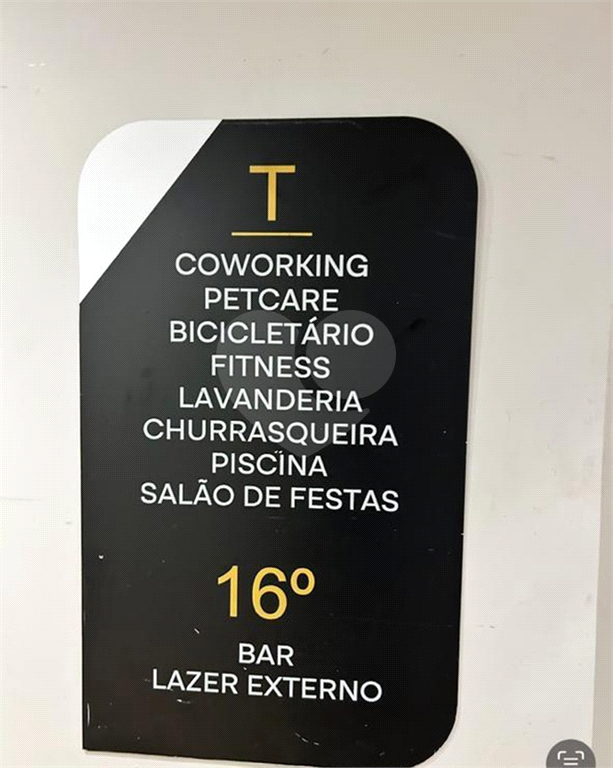 T
COWORKING
PETCARE
BICICLETÁRIO
FITNESS
LAVANDERIA
CHURRASQUEIRA
PISCINA
SALÃO DE FESTAS
16º
BAR
LAZER EXTERNO